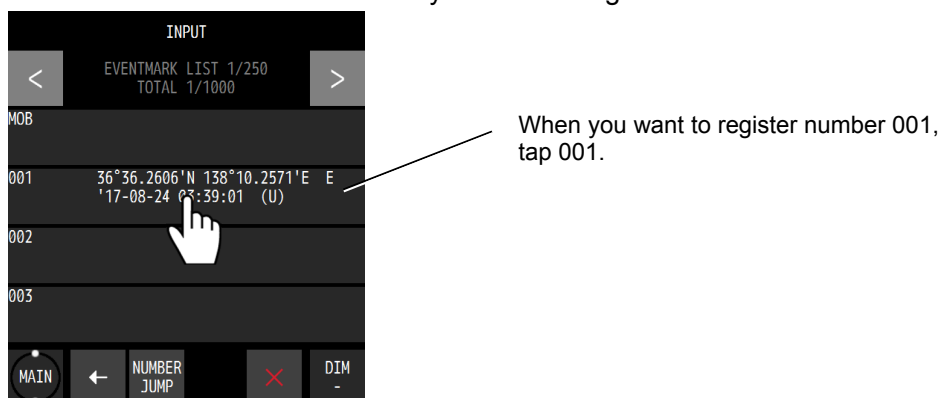 INPUT
<
EVENTMARK LIST 1/250
TOTAL 1/1000
>
MOB
001 36°36.2606'N 138°10.2571'E E
'17-08-24 03:39:01 (U)
When you want to register number 001,
tap 001.
002
003
MAIN
←
NUMBER
JUMP
×
DIM
-